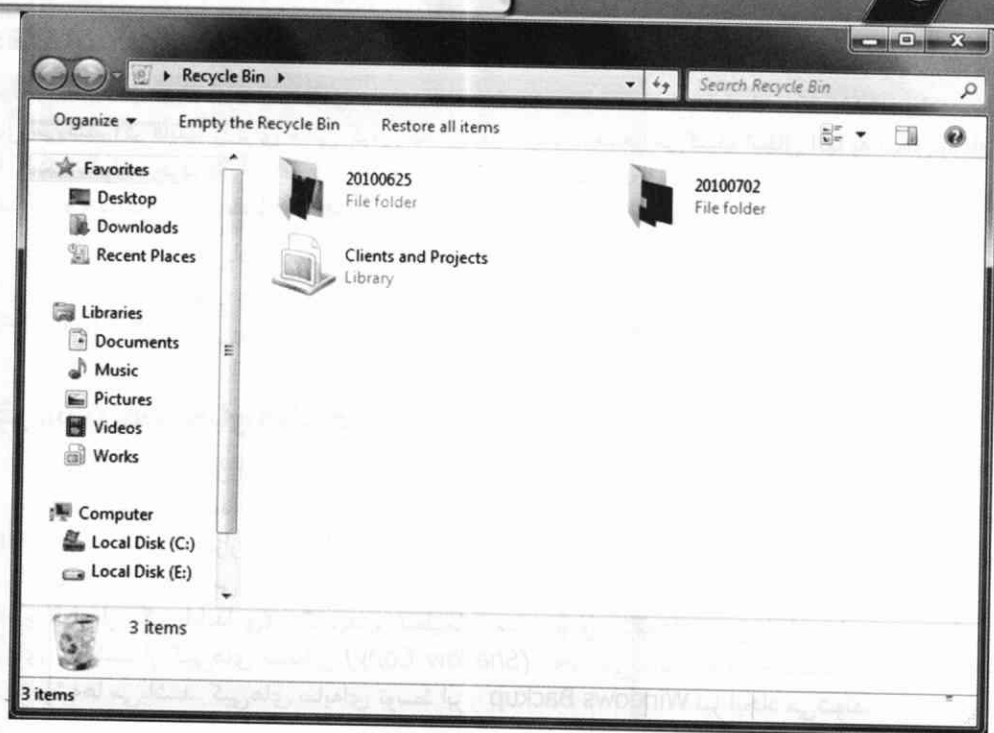 Recycle Bin
Search Recycle Bin
Organize
Empty the Recycle Bin
Restore all items
Favorites
Desktop
Downloads
Recent Places
Libraries
Documents
Music
Pictures
Videos
Works
Computer
Local Disk (C:)
Local Disk (E:)
20100625
File folder
20100702
File folder
Clients and Projects
Library
3 items
3 items